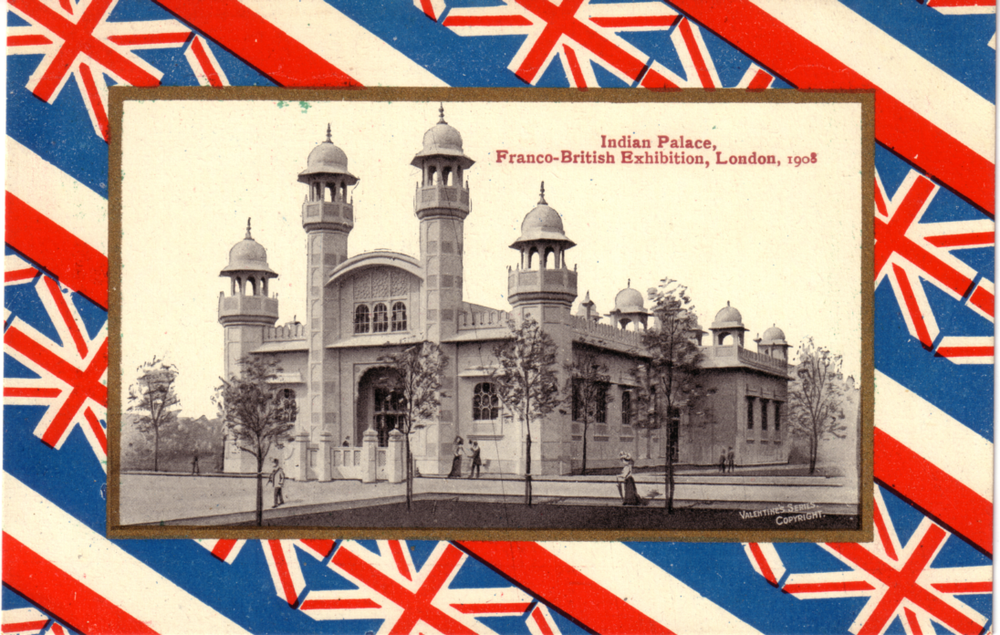 Indian Palace,
Franco-British Exhibition, London, 1908
Valentine's Series.
Copyright.